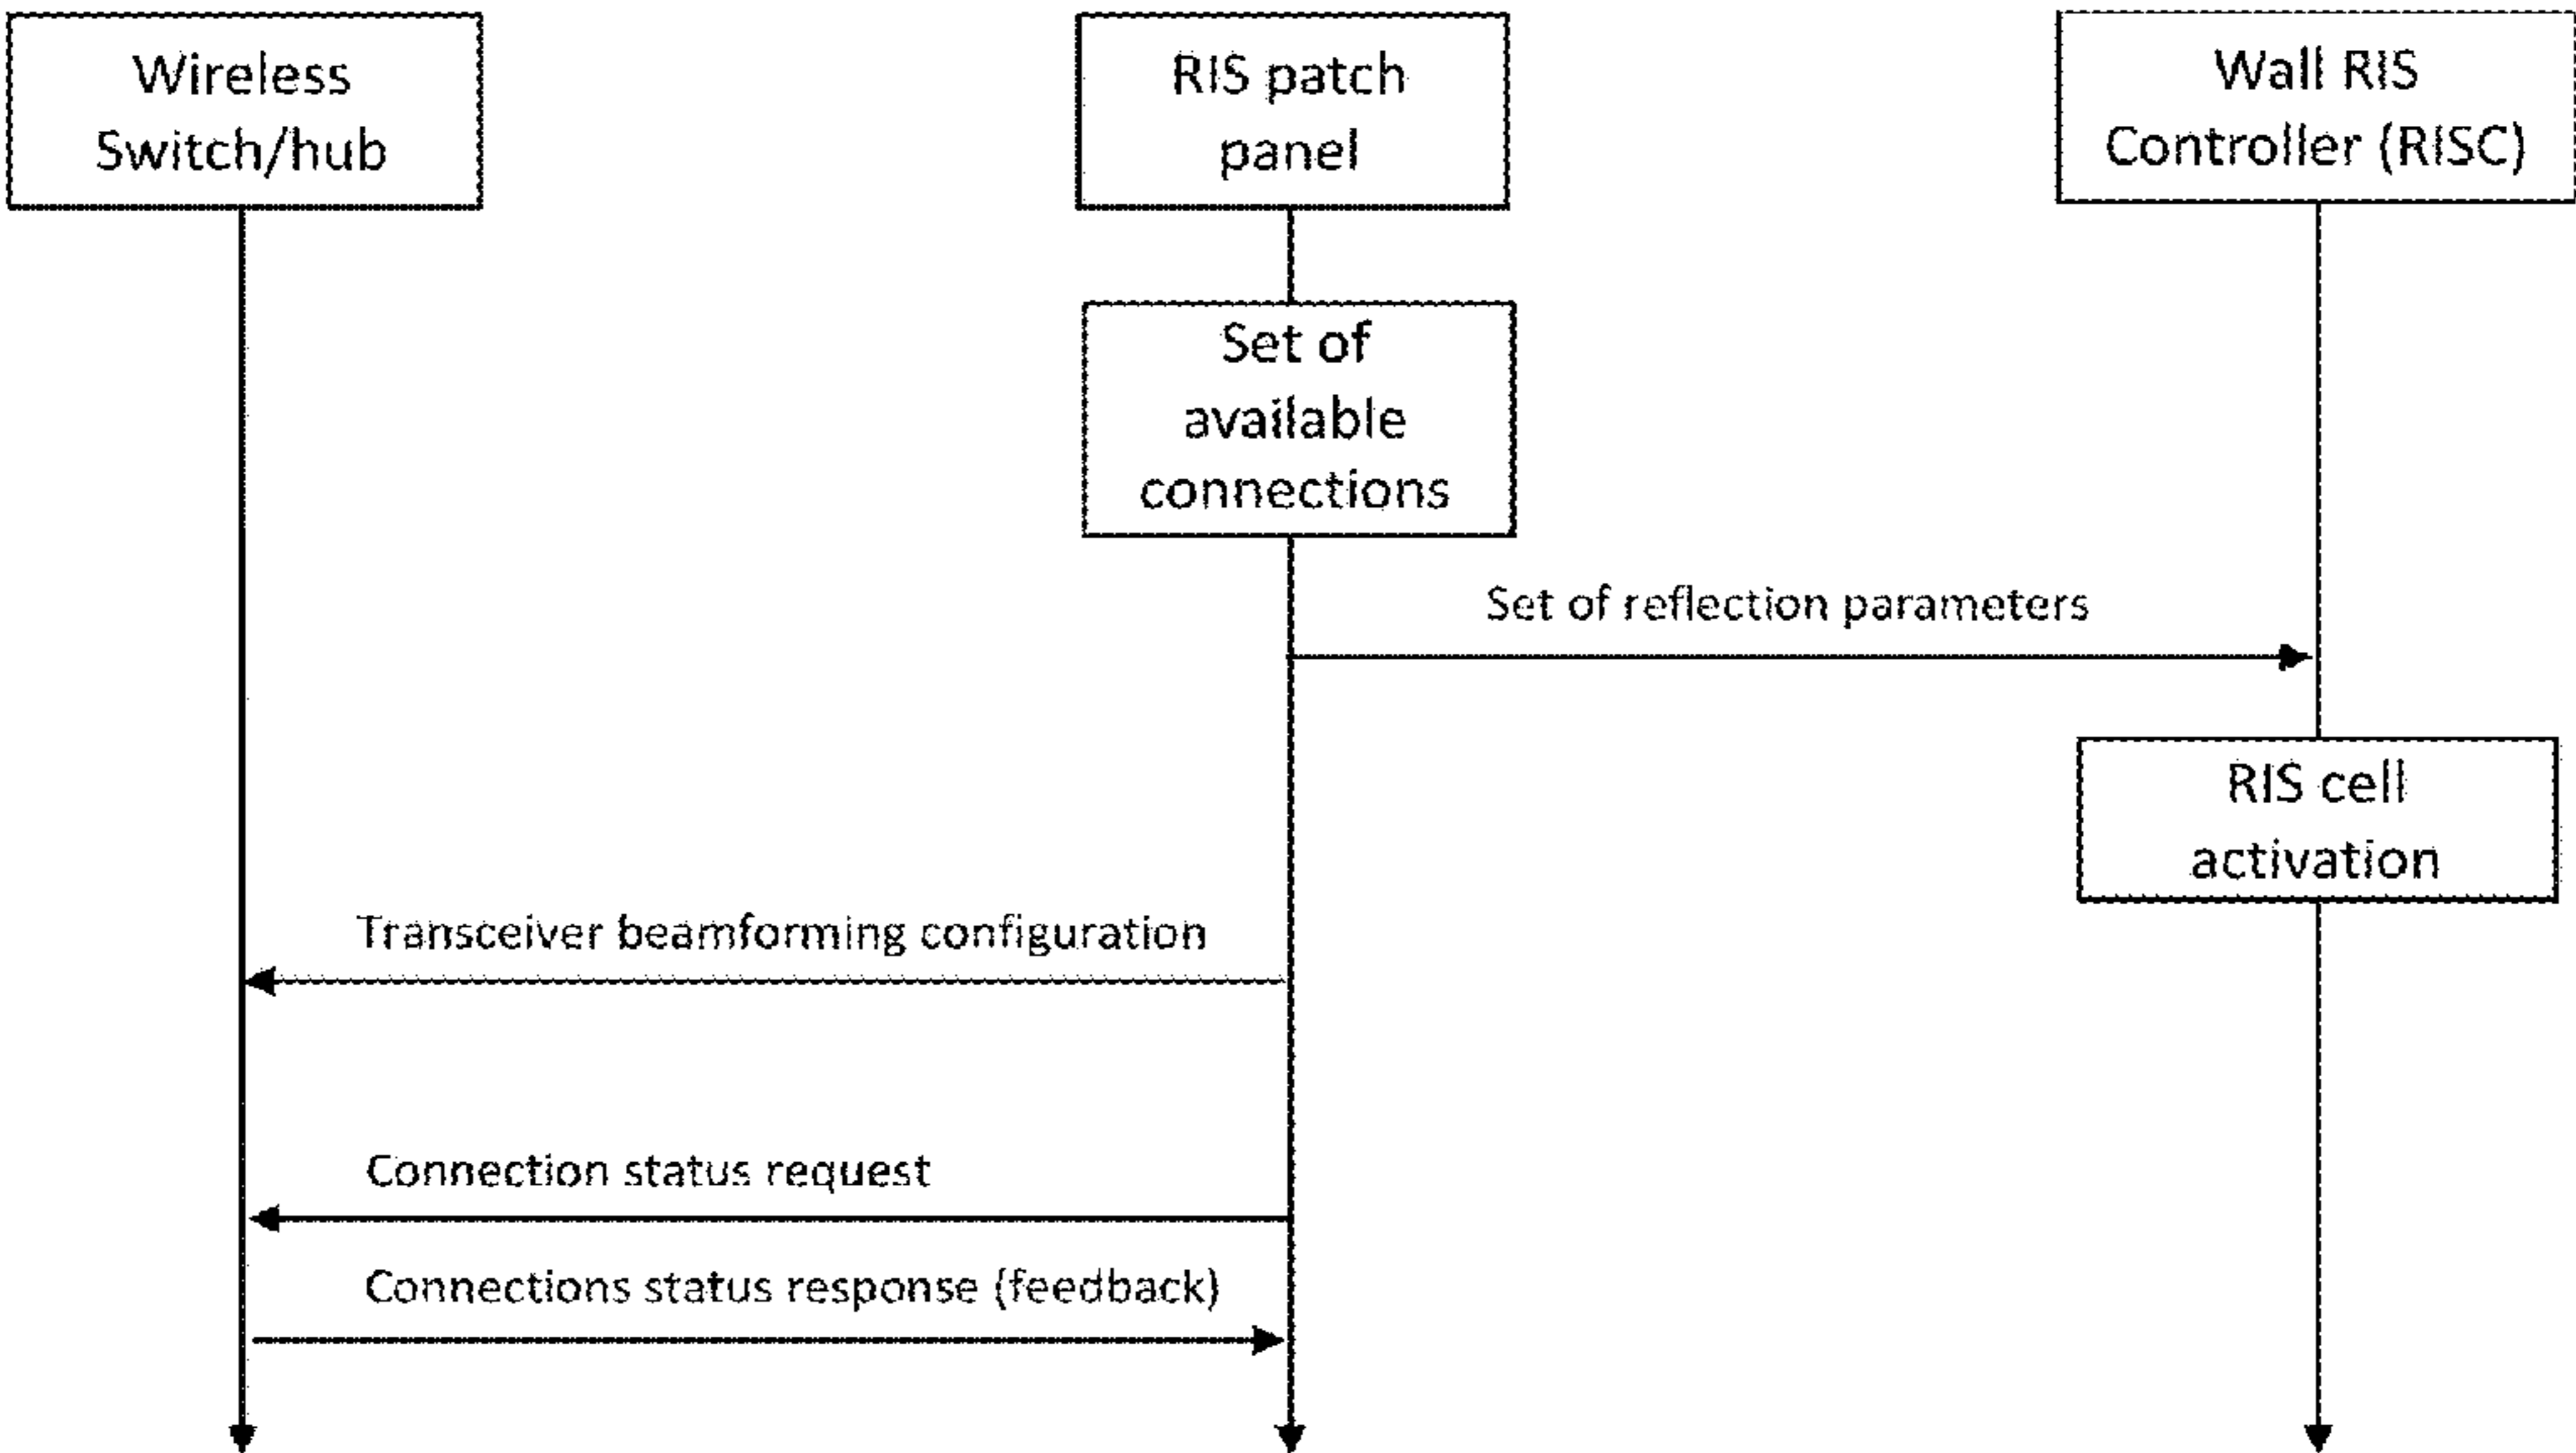 Wireless
Switch/hub
RIS patch
panel
Wall RIS
Controller (RISC)
Set of
available
connections
Set of reflection parameters
RIS cell
activation
Transceiver beamforming configuration
Connection status request
Connections status response (feedback)